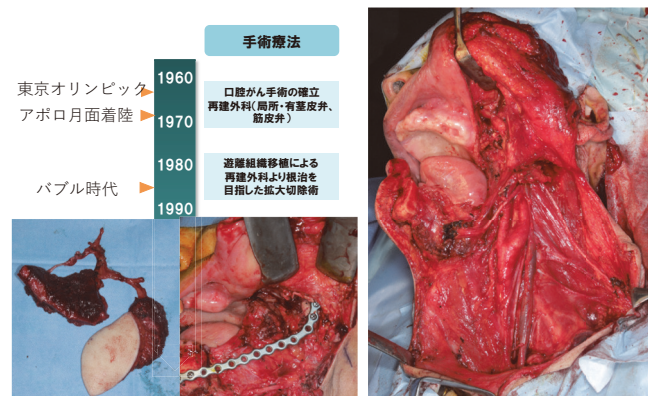 手術療法
1960
東京オリンピック
口腔がん手術の確立
再建外科(局所・有茎皮弁、
筋皮弁)
アポロ月面着陸
1970
1980
遊離組織移植による
再建外科より根治を
目指した拡大切除術
バブル時代
1990